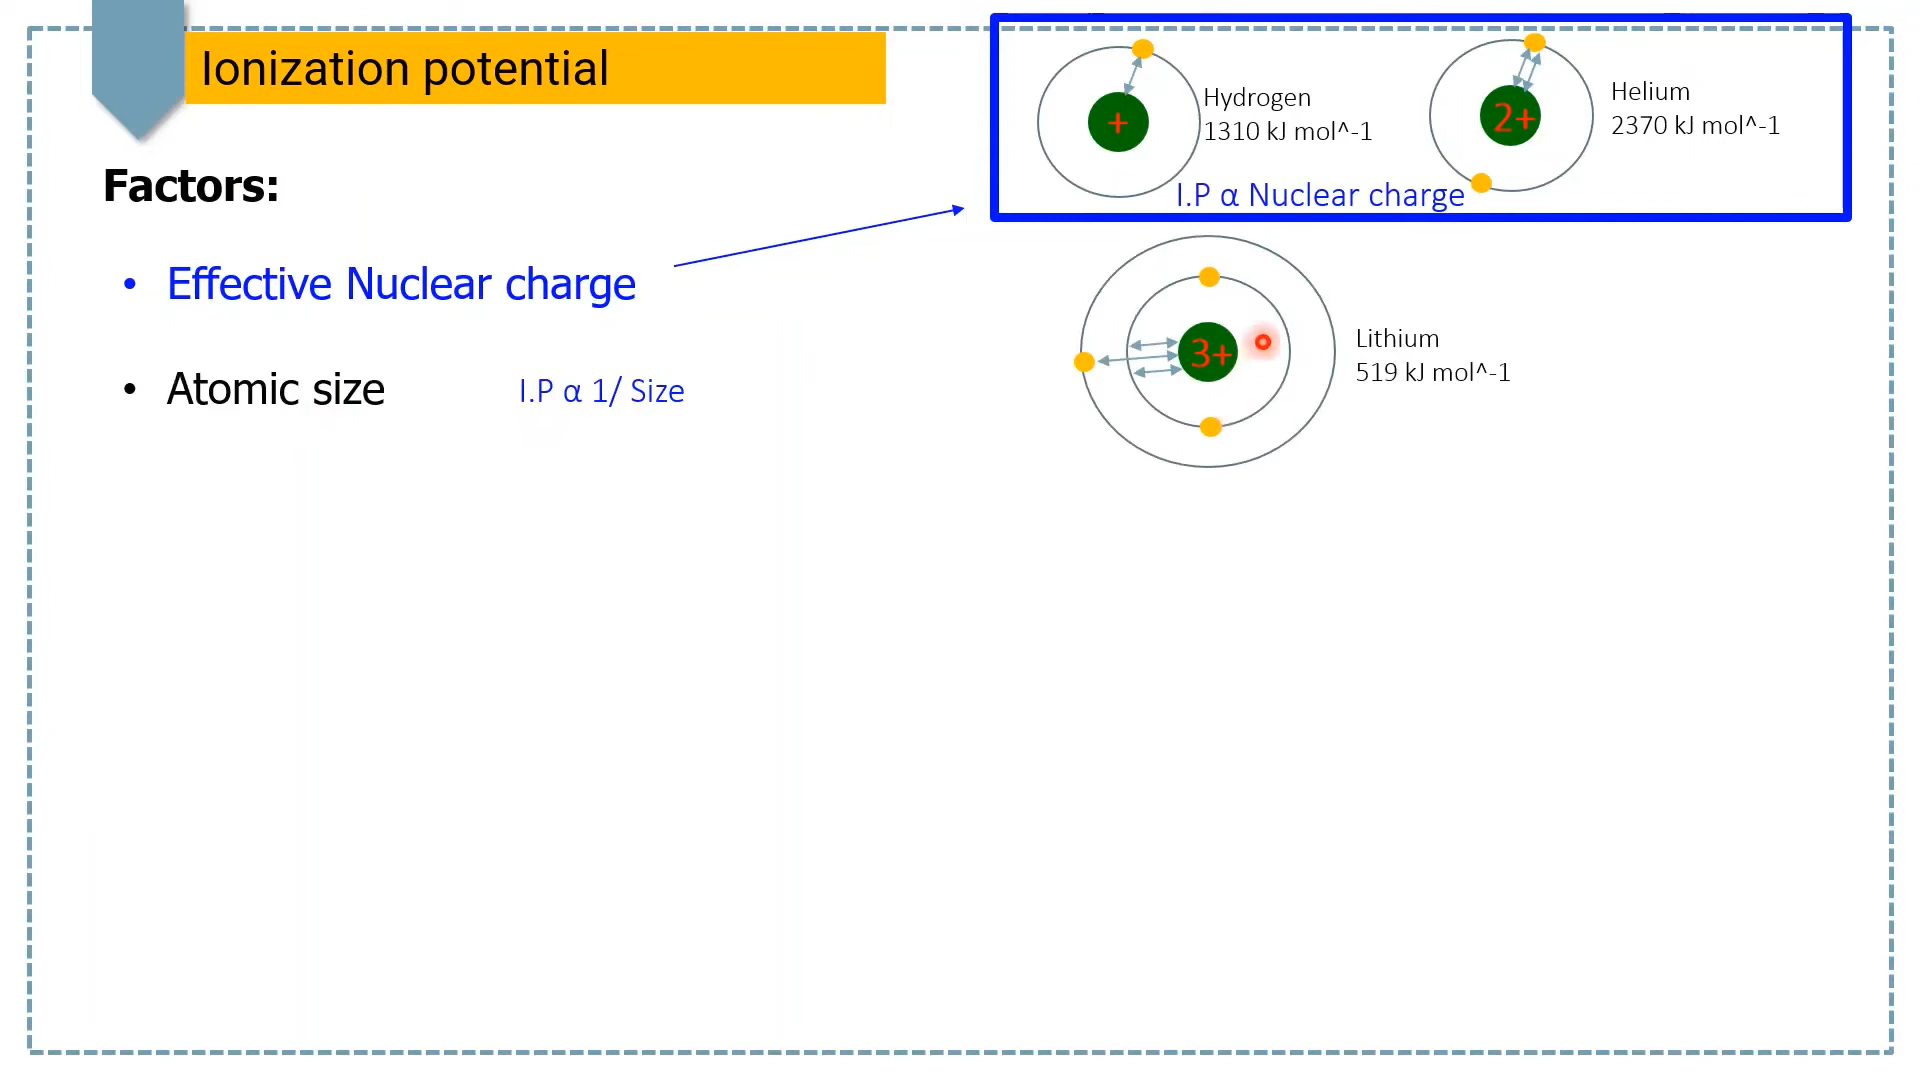 Ionization potential
+
Hydrogen
1310 kJ mol^-1
2+
Helium
2370 kJ mol^-1
I.P α Nuclear charge
Factors:
• Effective Nuclear charge
3+
Lithium
519 kJ mol^-1
• Atomic size
I.P α 1/ Size